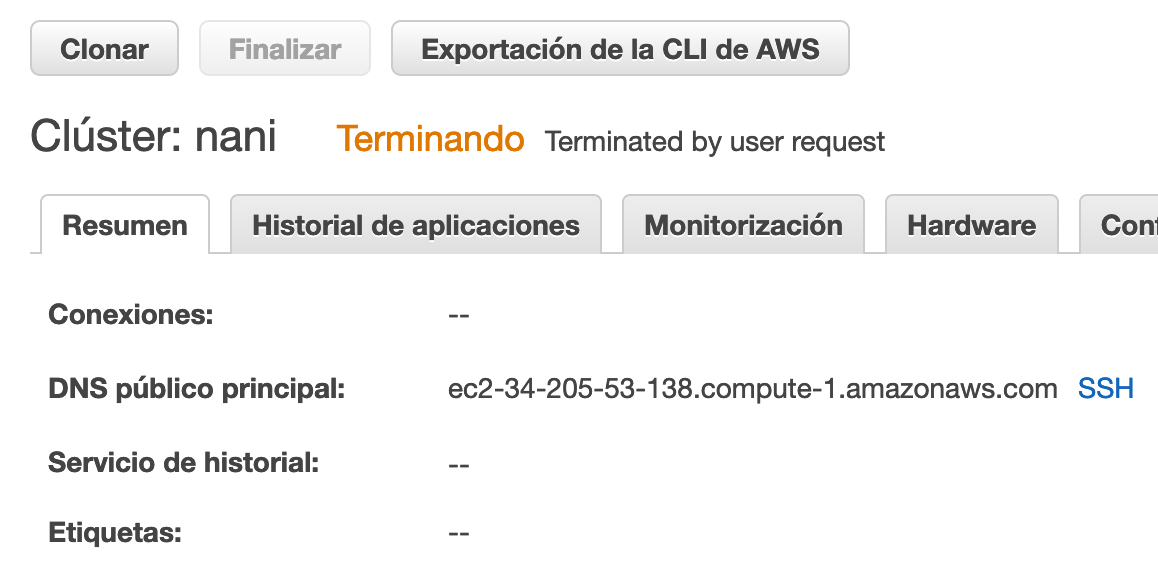 Clonar Finalizar Exportación de la CLI de AWS
Clúster: nani Terminando Terminated by user request
Resumen Historial de aplicaciones Monitorización Hardware Conf
Conexiones: --
DNS público principal: ec2-34-205-53-138.compute-1.amazonaws.com SSH
Servicio de historial: --
Etiquetas: --